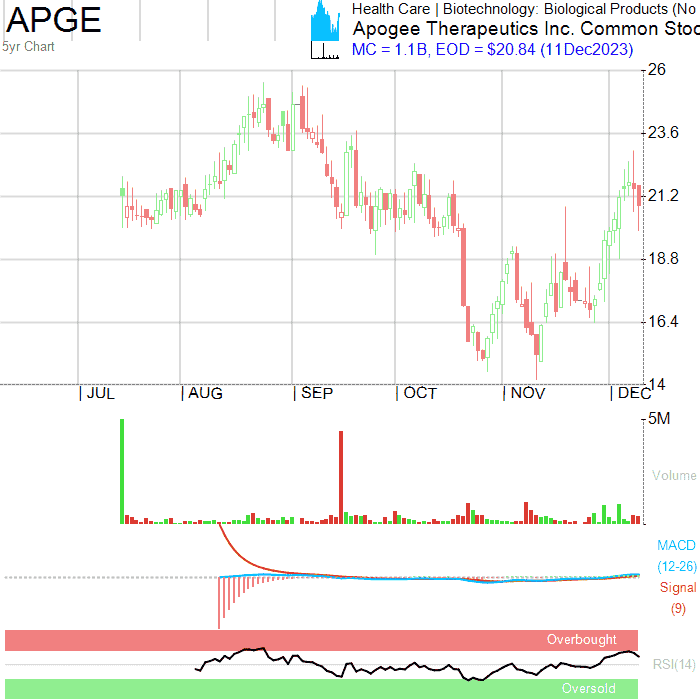 APGE
5yr Chart
Health Care | Biotechnology: Biological Products (No
Apogee Therapeutics Inc. Common Stoc
MC = 1.1B, EOD = $20.84 (11Dec2023)
26
23.6
21.2
18.8
16.4
14
| JUL | AUG | SEP | OCT | NOV | DEC
5M
Volume
MACD
(12-26)
Signal
(9)
Overbought
RSI(14)
Oversold